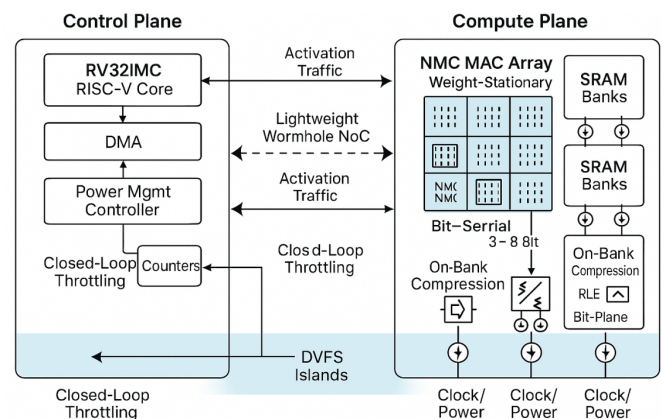 Control Plane
Compute Plane
RV32IMC
RISC-V Core
DMA
Power Mgmt
Controller
Closed-Loop
Throttling
Counters
Activation
Traffic
Lightweight
Wormhole NoC
Activation
Traffic
Clos d-Loop
Throttling
NMC MAC Array
Weight-Stationary
NMC
NMC
Bit–Serrial
3–8 8lt
On-Bank
Compression
SRAM
Banks
SRAM
Banks
On-Bank
Compression
RLE
Bit-Plane
DVFS
Islands
Closed-Loop
Throttling
Clock/
Power
Clock/
Power
Clock/
Power